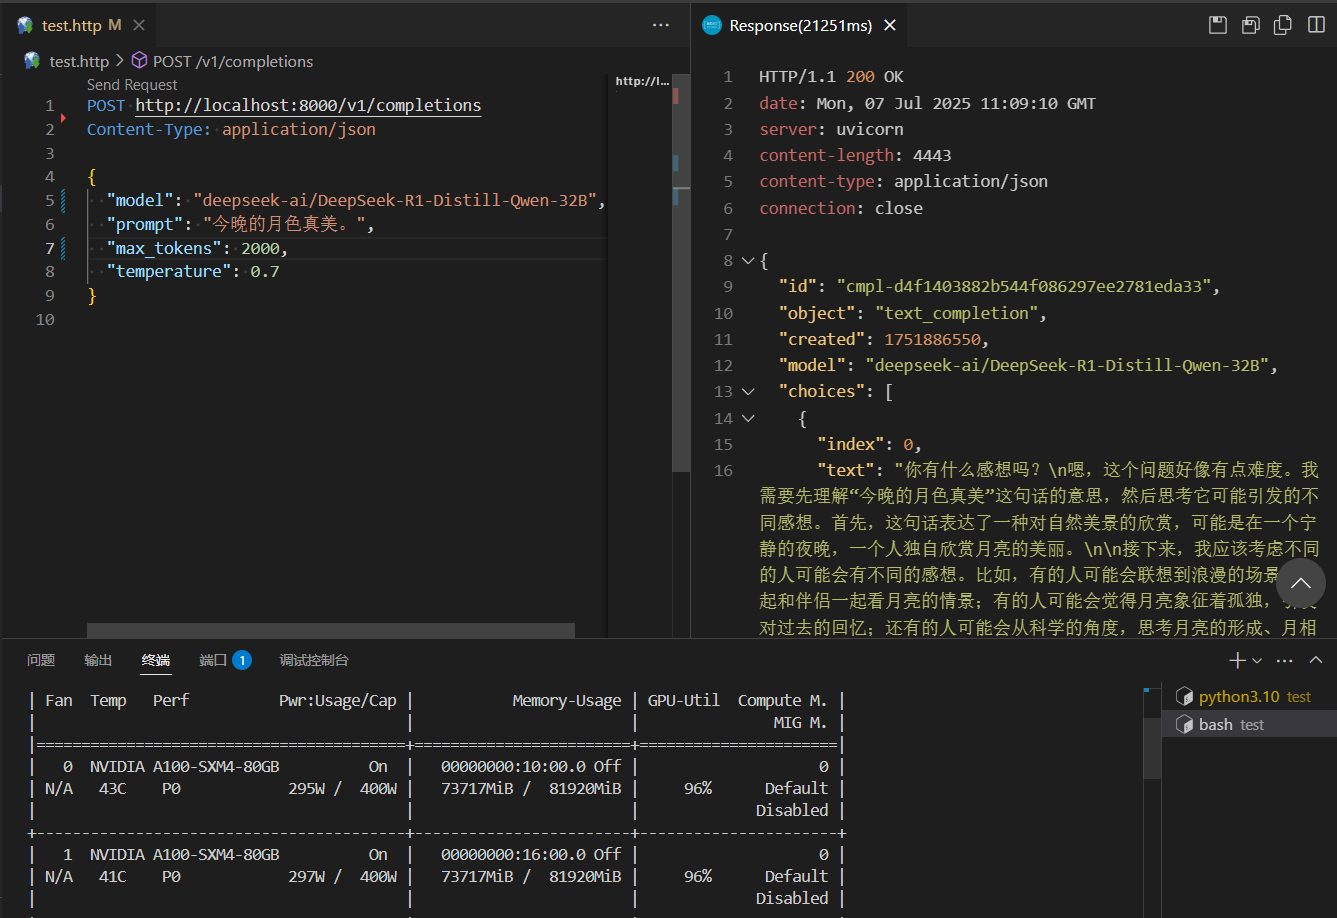 test.http M
test.http > POST /v1/completions
Send Request
1 POST http://localhost:8000/v1/completions
2 Content-Type: application/json
3
4 {
5 "model": "deepseek-ai/DeepSeek-R1-Distill-Qwen-32B",
6 "prompt": "今晚的月色真美。",
7 "max_tokens": 2000,
8 "temperature": 0.7
9 }
10
http://l...
Response(21251ms)
1 HTTP/1.1 200 OK
2 date: Mon, 07 Jul 2025 11:09:10 GMT
3 server: uvicorn
4 content-length: 4443
5 content-type: application/json
6 connection: close
7
8 {
9 "id": "cmpl-d4f1403882b544f086297ee2781eda33",
10 "object": "text_completion",
11 "created": 1751886550,
12 "model": "deepseek-ai/DeepSeek-R1-Distill-Qwen-32B",
13 "choices": [
14 {
15 "index": 0,
16 "text": "你有什么感想吗？\n嗯，这个问题好像有点难度。我
需要先理解“今晚的月色真美”这句话的意思，然后思考它可能引发的不
同感想。首先，这句话表达了一种对自然美景的欣赏，可能是在一个宁
静的夜晚，一个人独自欣赏月亮的美丽。\n\n接下来，我应该考虑不同
的人可能会有不同的感想。比如，有的人可能会联想到浪漫的场景
起和伴侣一起看月亮的情景；有的人可能会觉得月亮象征着孤独，
对过去的回忆；还有的人可能会从科学的角度，思考月亮的形成、月相
问题 输出 终端 端口 1 调试控制台
| Fan Temp Perf Pwr:Usage/Cap | Memory-Usage | GPU-Util Compute M. |
| | | MIG M. |
|=========================================+========================+======================|
| 0 NVIDIA A100-SXM4-80GB On | 00000000:10:00.0 Off | 0 |
| N/A 43C P0 295W / 400W | 73717MiB / 81920MiB | 96% Default |
| | | Disabled |
+-----------------------------------------+------------------------+----------------------+
| 1 NVIDIA A100-SXM4-80GB On | 00000000:16:00.0 Off | 0 |
| N/A 41C P0 297W / 400W | 73717MiB / 81920MiB | 96% Default |
| | | Disabled |
python3.10 test
bash test